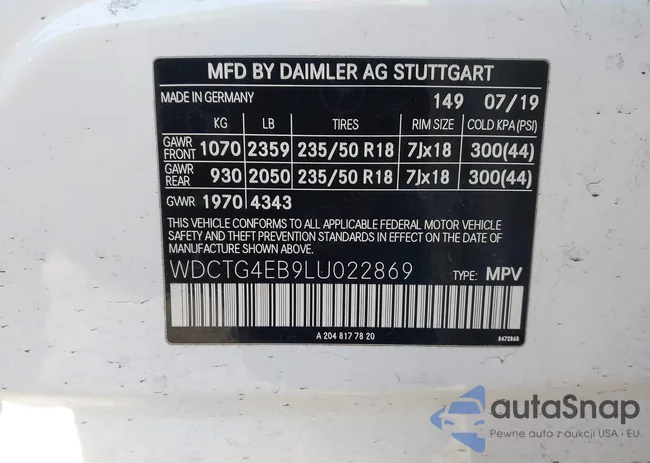 MFD BY DAIMLER AG STUTTGART
MADE IN GERMANY 149 07/19
KG LB TIRES RIM SIZE COLD KPA(PSI)
GAWR FRONT 1070 2359 235/50 R18 7Jx18 300(44)
GAWR REAR 930 2050 235/50 R18 7Jx18 300(44)
GVWR 1970 4343
THIS VEHICLE CONFORMS TO ALL APPLICABLE FEDERAL MOTOR VEHICLE
SAFETY AND THEFT PREVENTION STANDARDS IN EFFECT ON THE DATE OF
MANUFACTURE SHOWN ABOVE.
WDCTG4EB9LU022869 TYPE: MPV
A 204 817 78 20 8472868
autaSnap
Pewne auta z aukcji USA i EU